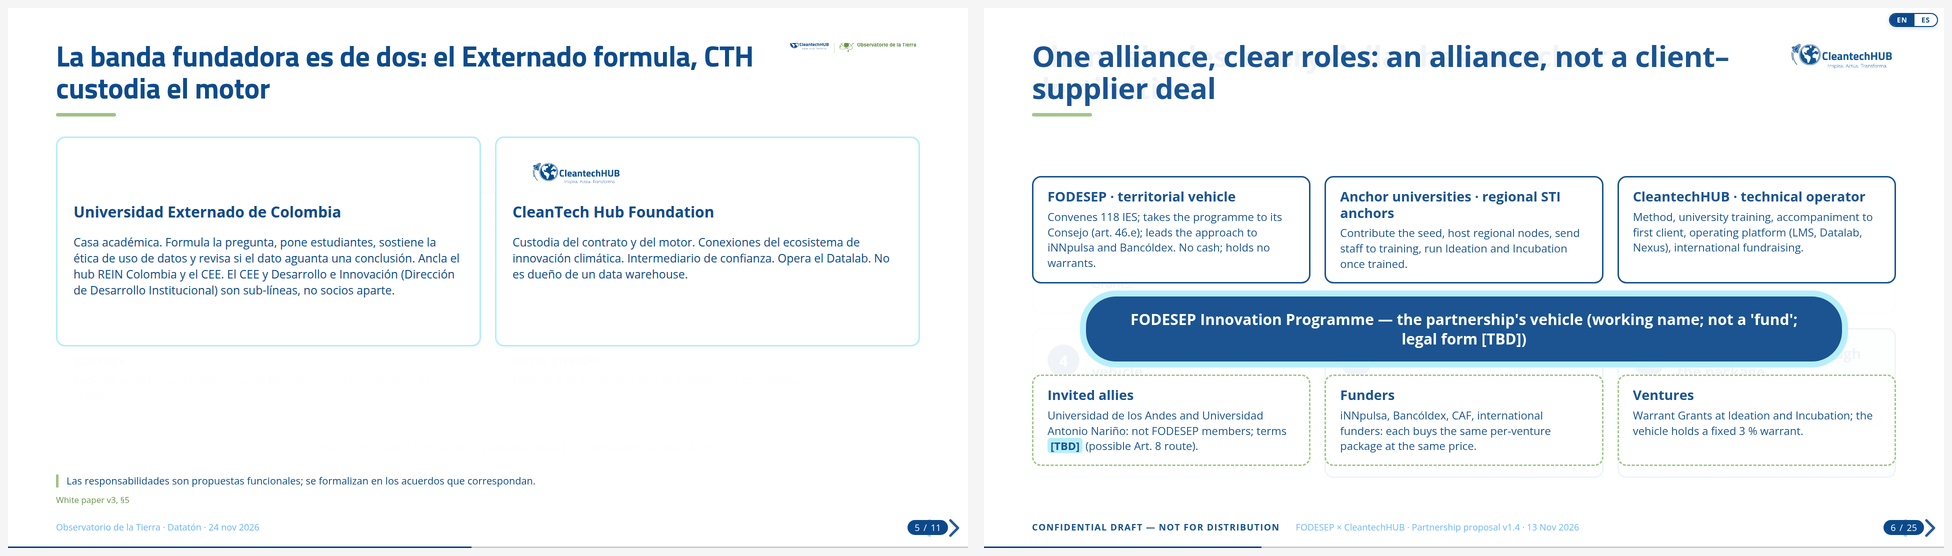 La banda fundadora es de dos: el Externado formula, CTH
custodia el motor
CleantechHUB
Observatorio de la Tierra
CleantechHUB
Propia. Actúa. Transforma.
Universidad Externado de Colombia
Casa académica. Formula la pregunta, pone estudiantes, sostiene la
ética de uso de datos y revisa si el dato aguanta una conclusión. Ancla el
hub REIN Colombia y el CEE. El CEE y Desarrollo e Innovación (Dirección
de Desarrollo Institucional) son sub-líneas, no socios aparte.
CleanTech Hub Foundation
Custodia del contrato y del motor. Conexiones del ecosistema de
innovación climática. Intermediario de confianza. Opera el Datalab. No
es dueño de un data warehouse.
Las responsabilidades son propuestas funcionales; se formalizan en los acuerdos que correspondan.
White paper v3, §5
Observatorio de la Tierra · Datatón · 24 nov 2026
5 / 11
EN ES
One alliance, clear roles: an alliance, not a client–
supplier deal
CleantechHUB
FODESEP · territorial vehicle
Convenes 118 IES; takes the programme to its
Consejo (art. 46.e); leads the approach to
iNNpulsa and Bancóldex. No cash; holds no
warrants.
Anchor universities · regional STI
anchors
Contribute the seed, host regional nodes, send
staff to training, run Ideation and Incubation
once trained.
CleantechHUB · technical operator
Method, university training, accompaniment to
first client, operating platform (LMS, Datalab,
Nexus), international fundraising.
FODESEP Innovation Programme — the partnership's vehicle (working name; not a 'fund';
legal form [TBD])
4
Invited allies
Universidad de los Andes and Universidad
Antonio Nariño: not FODESEP members; terms
[TBD] (possible Art. 8 route).
Funders
iNNpulsa, Bancóldex, CAF, international
funders: each buys the same per-venture
package at the same price.
Ventures
Warrant Grants at Ideation and Incubation; the
vehicle holds a fixed 3 % warrant.
CONFIDENTIAL DRAFT — NOT FOR DISTRIBUTION
FODESEP × CleantechHUB · Partnership proposal v1.4 · 13 Nov 2026
6 / 25